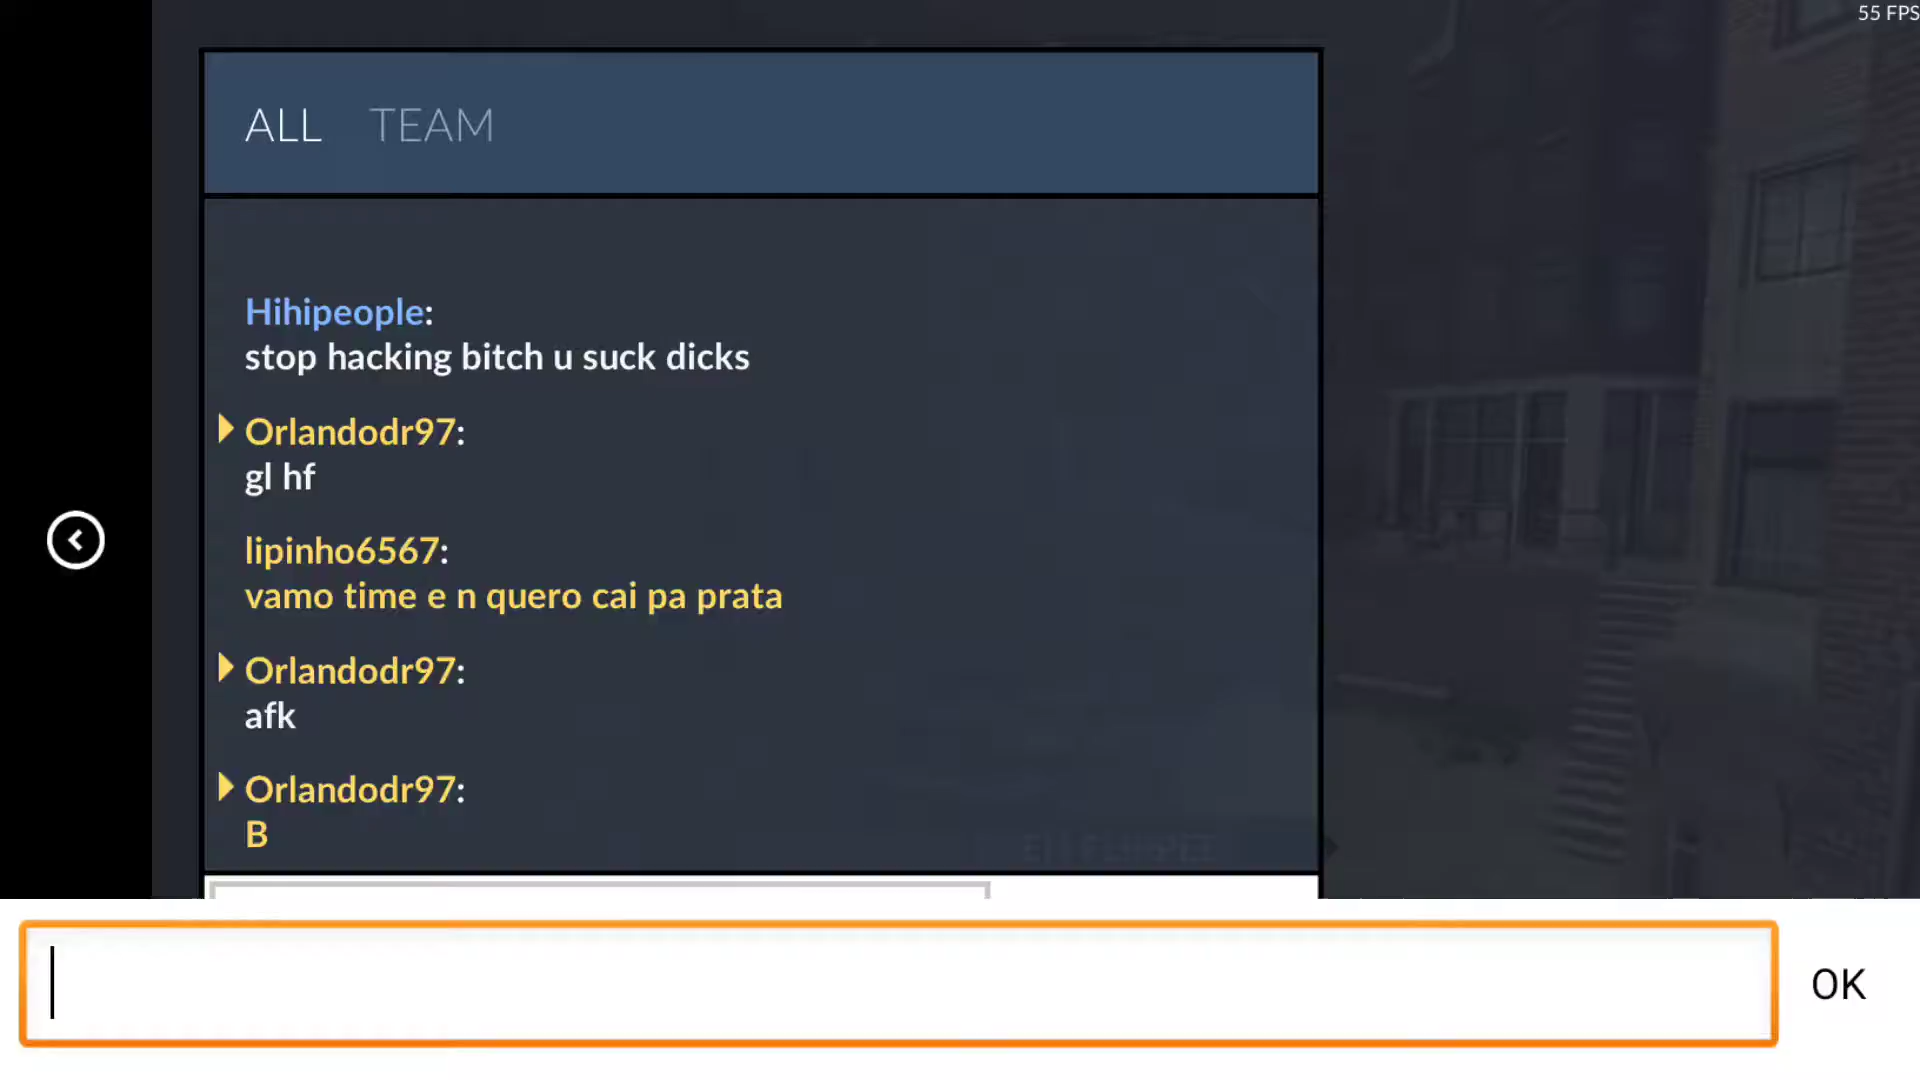 55 FPS
ALL TEAM
Hihipeople:
stop hacking bitch u suck dicks
Orlandodr97:
gl hf
lipinho6567:
vamo time e n quero cai pa prata
Orlandodr97:
afk
Orlandodr97:
B
OK